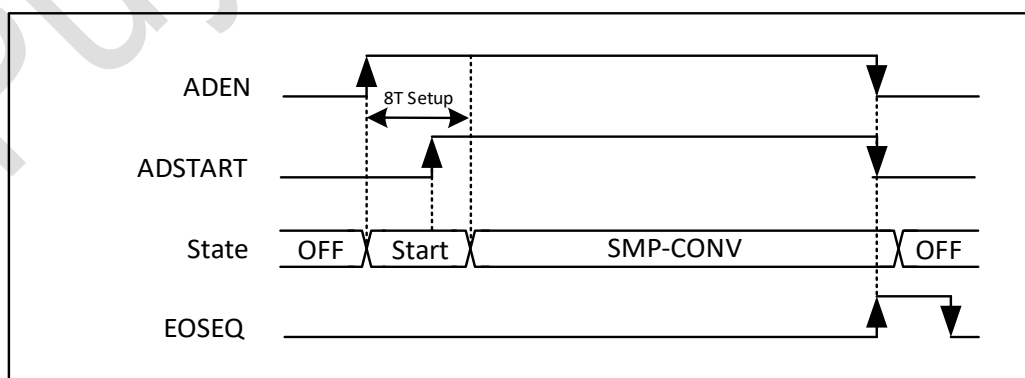 ADEN
8T Setup
ADSTART
State OFF Start SMP-CONV OFF
EOSEQ